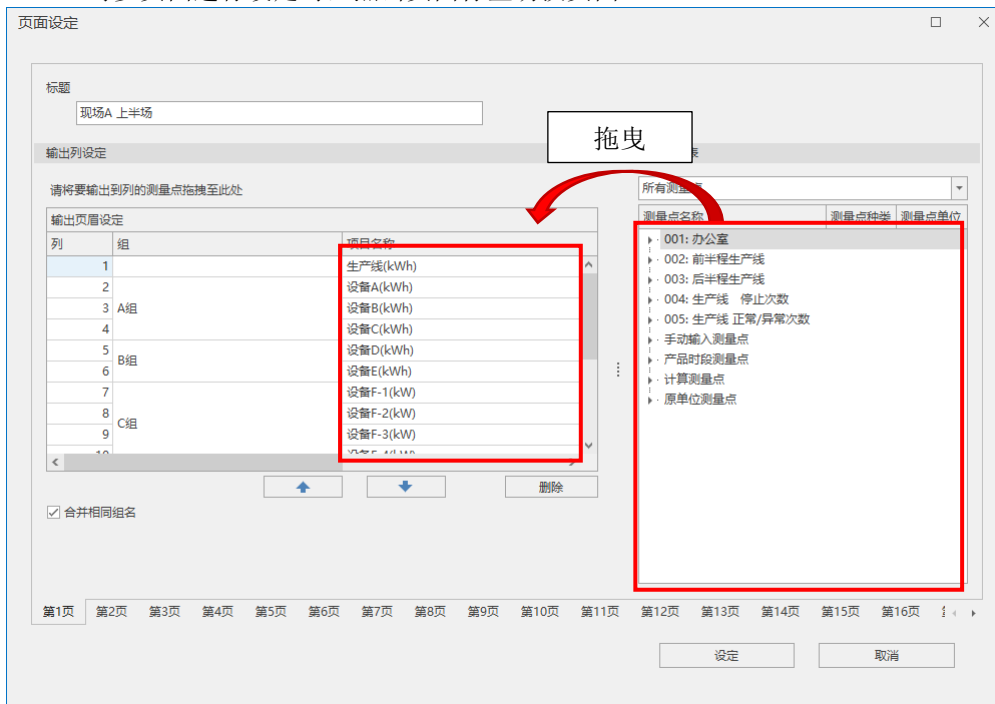 页面设定
标题
现场A 上半场
拖曳
输出列设定
请将要输出到列的测量点拖拽至此处
输出页眉设定
列 组 项目名称
1 生产线(kWh)
2 设备A(kWh)
3 A组 设备B(kWh)
4 设备C(kWh)
5 设备D(kWh)
B组
6 设备E(kWh)
7 设备F-1(kW)
8 设备F-2(kW)
C组
9 设备F-3(kW)
删除
合并相同组名
表
所有测量点
测量点名称 测量点种类 测量点单位
001: 办公室
002: 前半程生产线
003: 后半程生产线
004: 生产线 停止次数
005: 生产线 正常/异常次数
手动输入测量点
产品时段测量点
计算测量点
原单位测量点
第1页 第2页 第3页 第4页 第5页 第6页 第7页 第8页 第9页 第10页 第11页 第12页 第13页 第14页 第15页 第16页
设定 取消